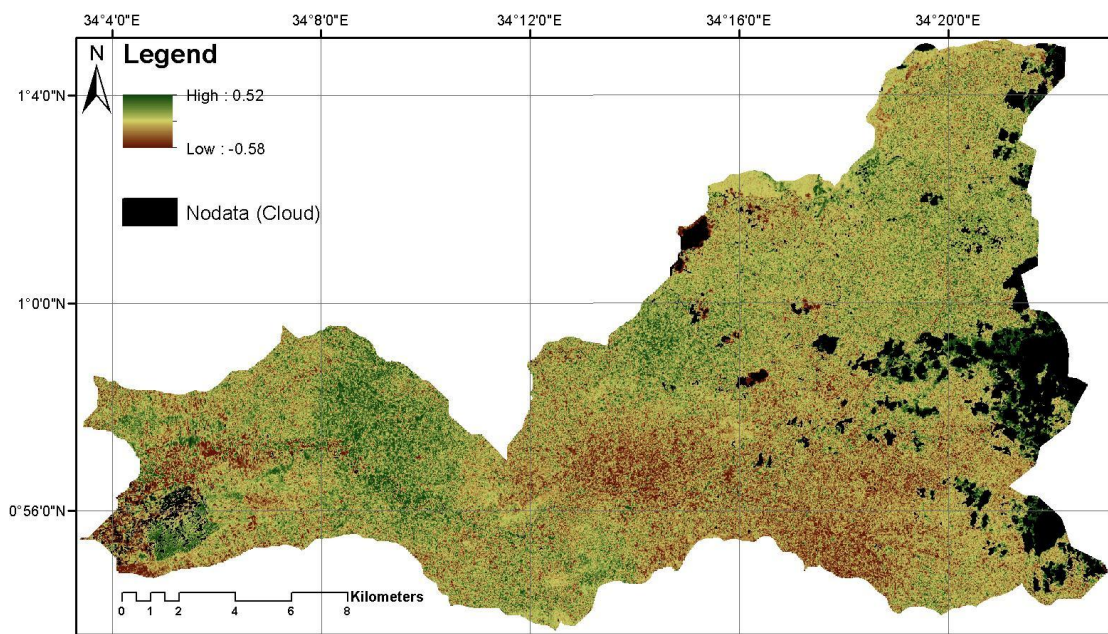 34°4'0"E 34°8'0"E 34°12'0"E 34°16'0"E 34°20'0"E
N
Legend
High : 0.52
Low : -0.58
Nodata (Cloud)
1°4'0"N
1°0'0"N
0°56'0"N
Kilometers
0 1 2 4 6 8